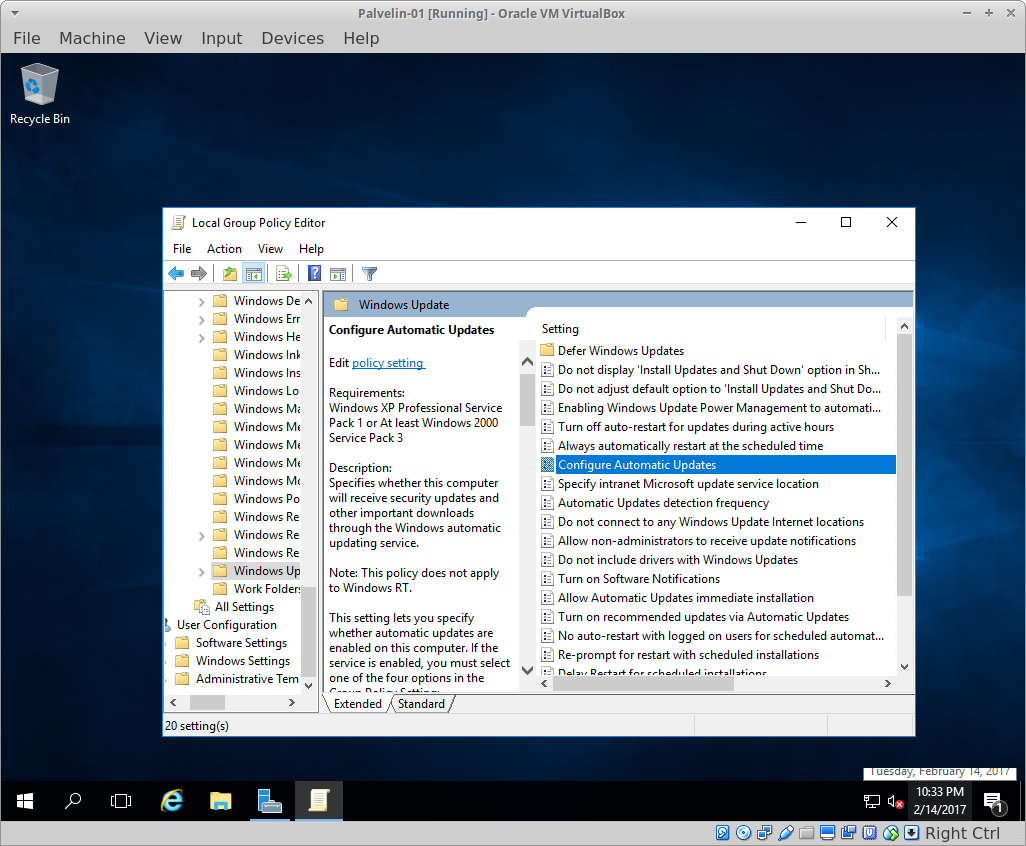 Palvelin-01 [Running] - Oracle VM VirtualBox
File Machine View Input Devices Help
Recycle Bin
Local Group Policy Editor
File Action View Help
Windows De
Windows Err
Windows He
Windows Ink
Windows Ins
Windows Lo
Windows Ma
Windows Me
Windows Me
Windows Me
Windows Mo
Windows Po
Windows Re
Windows Re
Windows Re
Windows Up
Work Folders
All Settings
User Configuration
Software Settings
Windows Settings
Administrative Tem
Windows Update
Configure Automatic Updates
Edit policy setting
Requirements:
Windows XP Professional Service
Pack 1 or At least Windows 2000
Service Pack 3
Description:
Specifies whether this computer
will receive security updates and
other important downloads
through the Windows automatic
updating service.
Note: This policy does not apply
to Windows RT.
This setting lets you specify
whether automatic updates are
enabled on this computer. If the
service is enabled, you must select
one of the four options in the
Group Policy Setting:
Setting
Defer Windows Updates
Do not display 'Install Updates and Shut Down' option in Sh...
Do not adjust default option to 'Install Updates and Shut Do...
Enabling Windows Update Power Management to automati...
Turn off auto-restart for updates during active hours
Always automatically restart at the scheduled time
Configure Automatic Updates
Specify intranet Microsoft update service location
Automatic Updates detection frequency
Do not connect to any Windows Update Internet locations
Allow non-administrators to receive update notifications
Do not include drivers with Windows Updates
Turn on Software Notifications
Allow Automatic Updates immediate installation
Turn on recommended updates via Automatic Updates
No auto-restart with logged on users for scheduled automat...
Re-prompt for restart with scheduled installations
Delay Restart for scheduled installations
Extended Standard
20 setting(s)
Tuesday, February 14, 2017
10:33 PM
2/14/2017
1
Right Ctrl